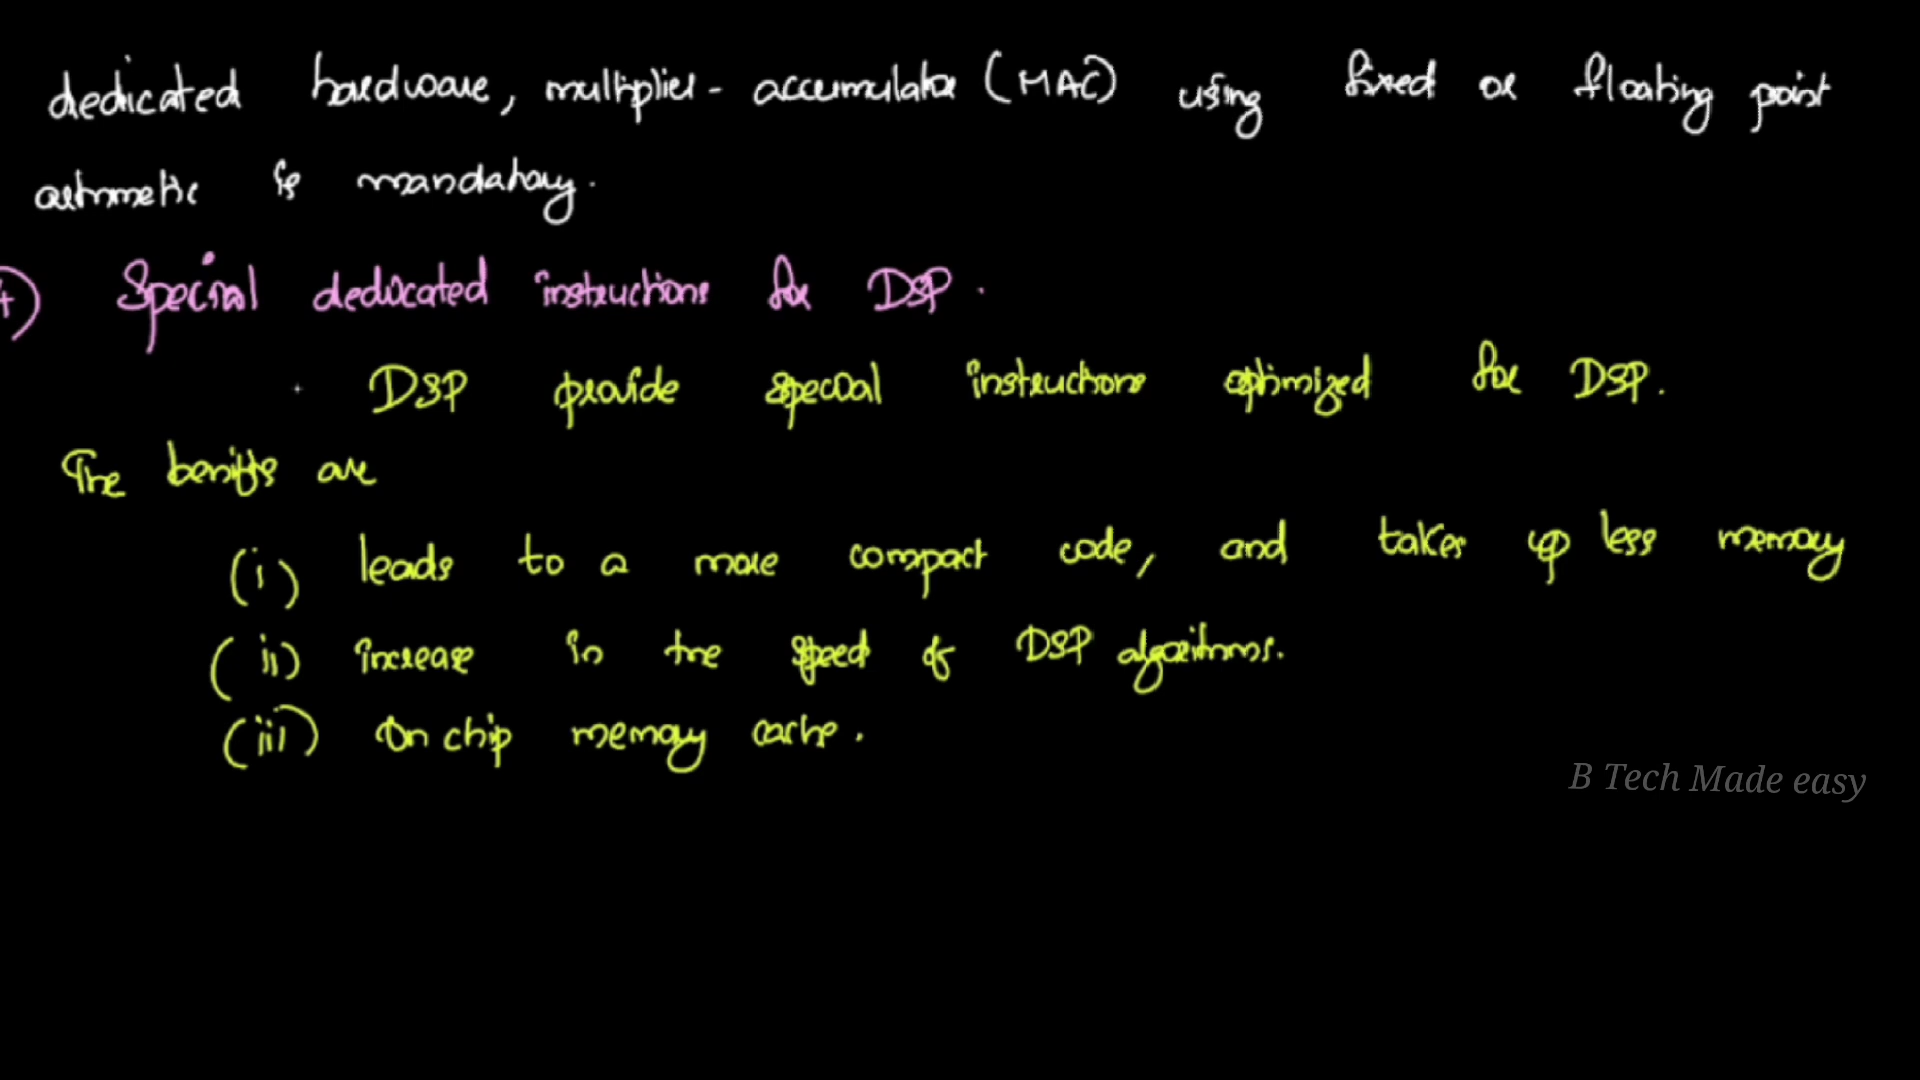 dedicated hardware, multiplier - accumulator (MAC) using fixed or floating point
arithmetic is mandatory.
4) Special dedicated instructions for DSP.
DSP provide special instructions optimized for DSP.
The benifits are
(i) leads to a more compact code, and takes up less memory
(ii) increase in the speed of DSP algorithms.
(iii) On chip memory cache.
B Tech Made easy